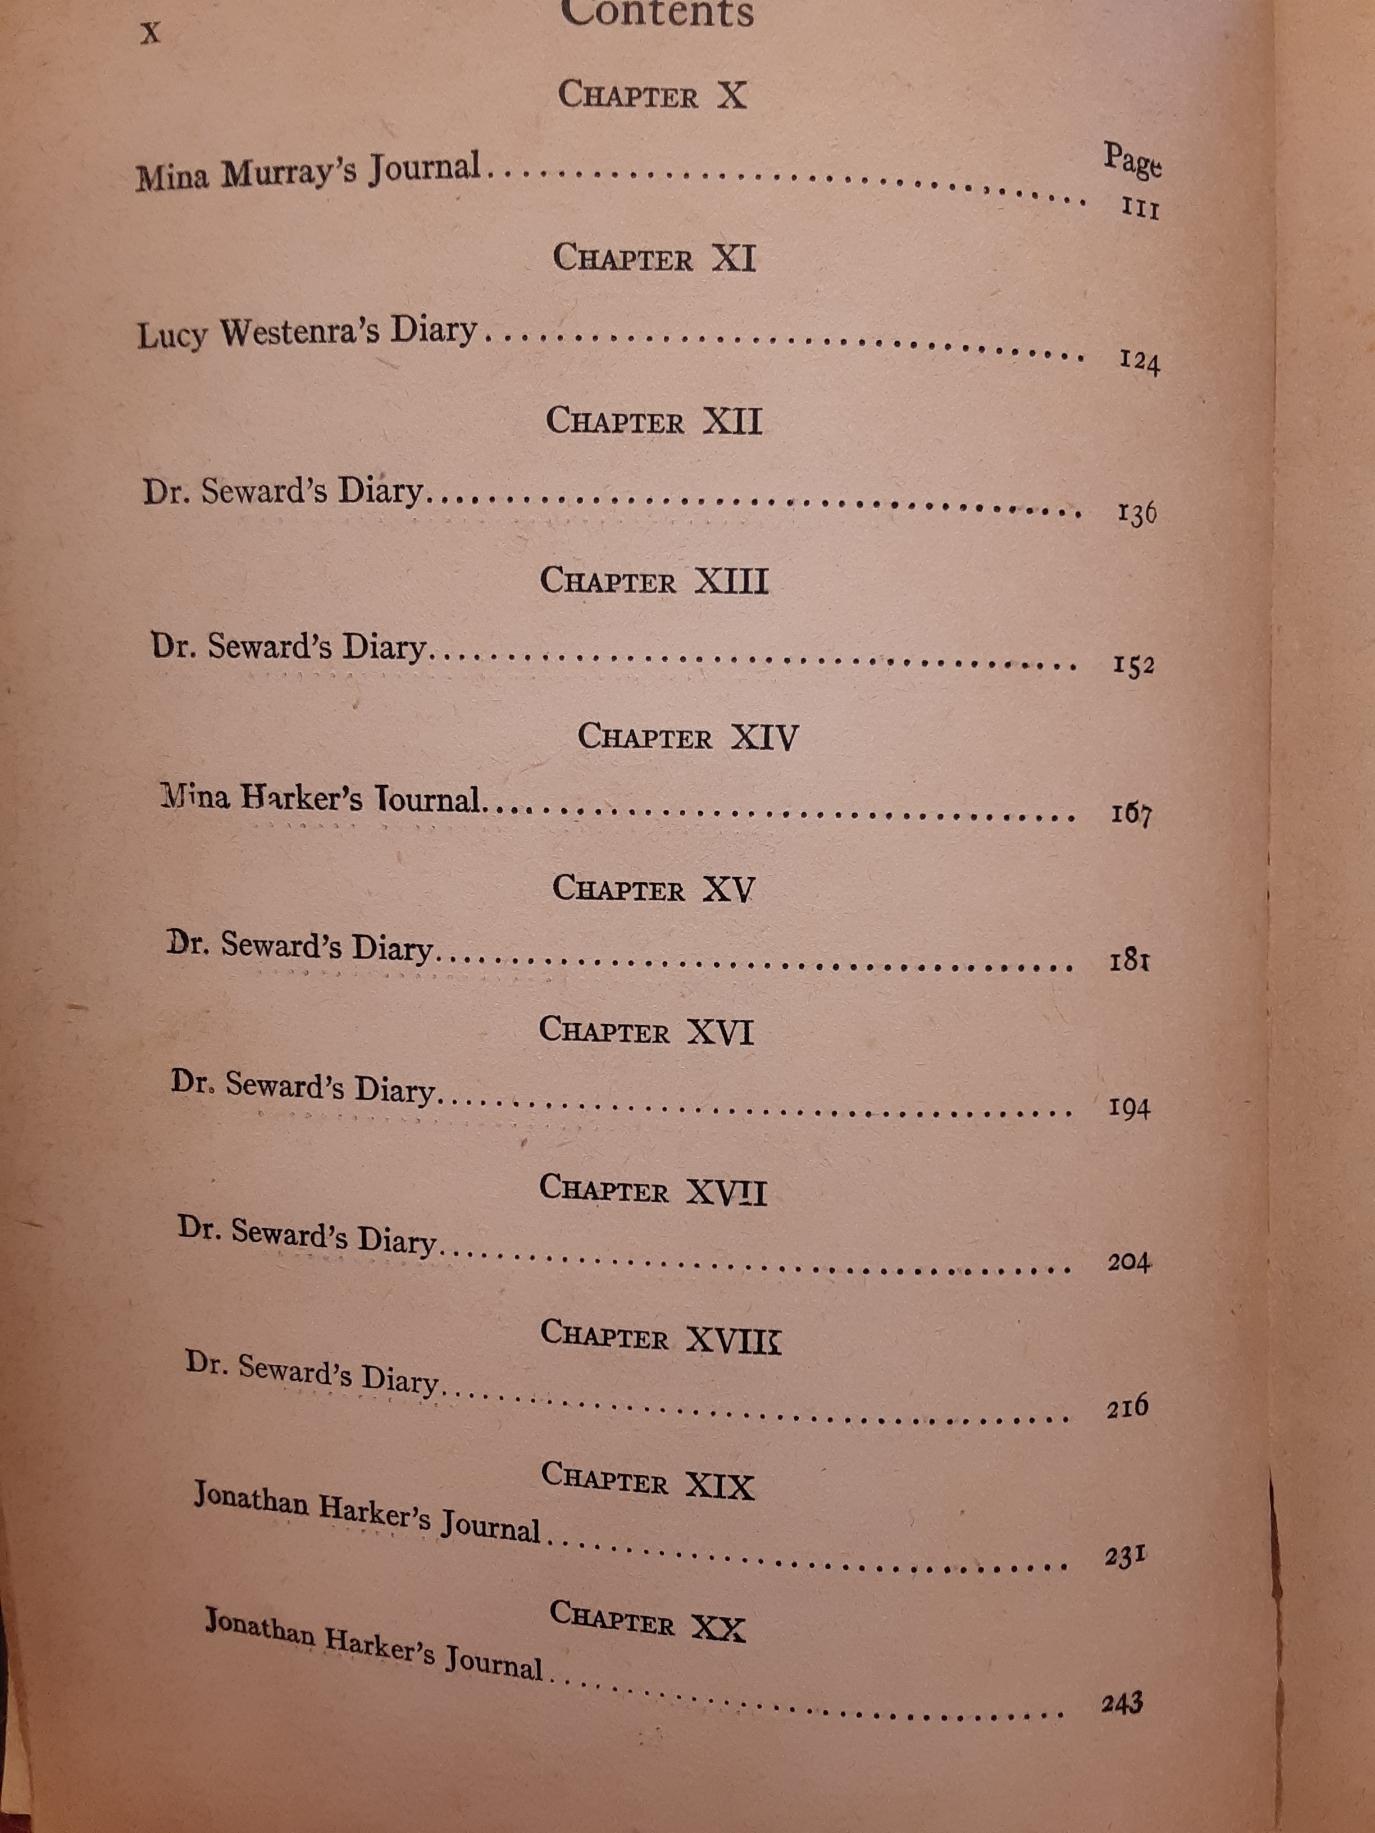 x
Contents
CHAPTER X
Page
Mina Murray's Journal........................................ 111
CHAPTER XI
Lucy Westenra's Diary........................................ 124
CHAPTER XII
Dr. Seward's Diary........................................ 136
CHAPTER XIII
Dr. Seward's Diary........................................ 152
CHAPTER XIV
Mina Harker's Journal........................................ 167
CHAPTER XV
Dr. Seward's Diary........................................ 181
CHAPTER XVI
Dr. Seward's Diary........................................ 194
CHAPTER XVII
Dr. Seward's Diary........................................ 204
CHAPTER XVIII
Dr. Seward's Diary........................................ 216
CHAPTER XIX
Jonathan Harker's Journal........................................ 231
CHAPTER XX
Jonathan Harker's Journal........................................ 243